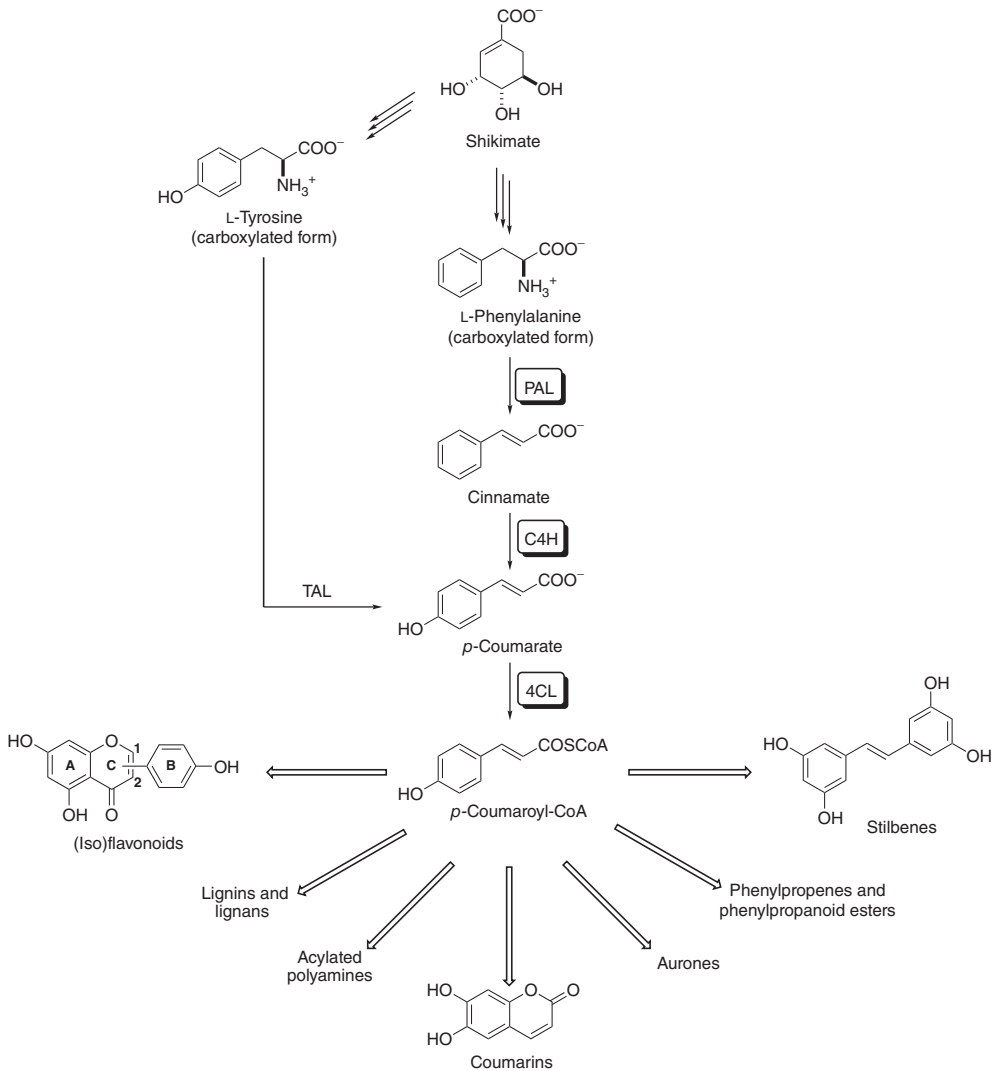 COO⁻
HO
OH
OH
Shikimate
COO⁻
NH₃⁺
HO
L-Tyrosine
(carboxylated form)
COO⁻
NH₃⁺
L-Phenylalanine
(carboxylated form)
PAL
COO⁻
Cinnamate
C4H
COO⁻
TAL
HO
p-Coumarate
4CL
OH
HO
OH
OH
Stilbenes
HO
O
1
A
C
B
OH
2
OH
O
(Iso)flavonoids
COSCoA
HO
p-Coumaroyl-CoA
Lignins and
lignans
Phenylpropenes and
phenylpropanoid esters
Acylated
polyamines
Aurones
HO
O
O
HO
Coumarins